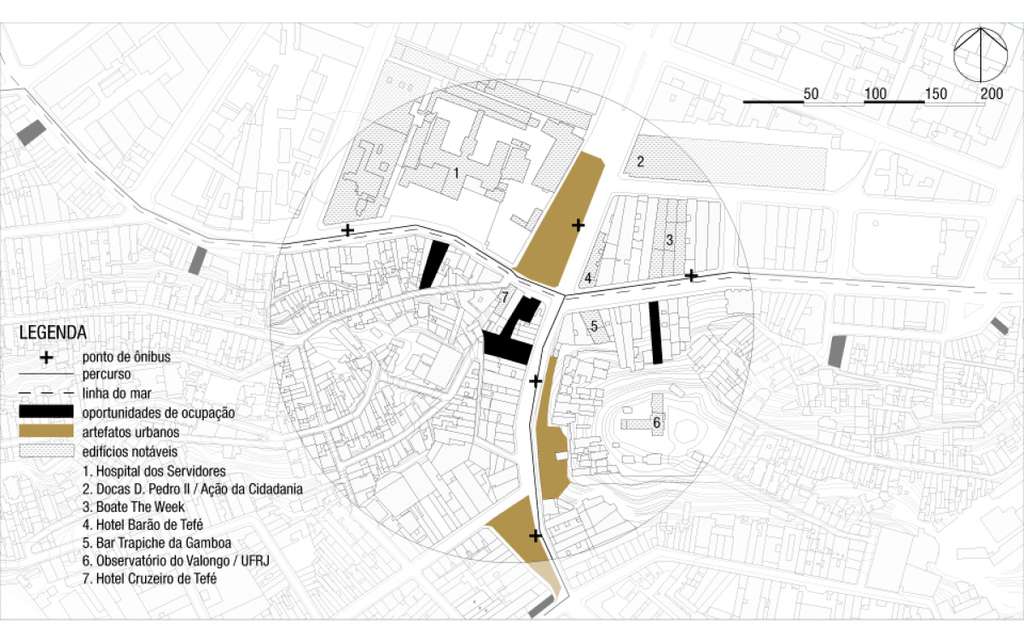 50 100 150 200
1
2
3
4
7
5
6
LEGENDA
ponto de ônibus
percurso
linha do mar
oportunidades de ocupação
artefatos urbanos
edifícios notáveis
1. Hospital dos Servidores
2. Docas D. Pedro II / Ação da Cidadania
3. Boate The Week
4. Hotel Barão de Tefé
5. Bar Trapiche da Gamboa
6. Observatório do Valongo / UFRJ
7. Hotel Cruzeiro de Tefé